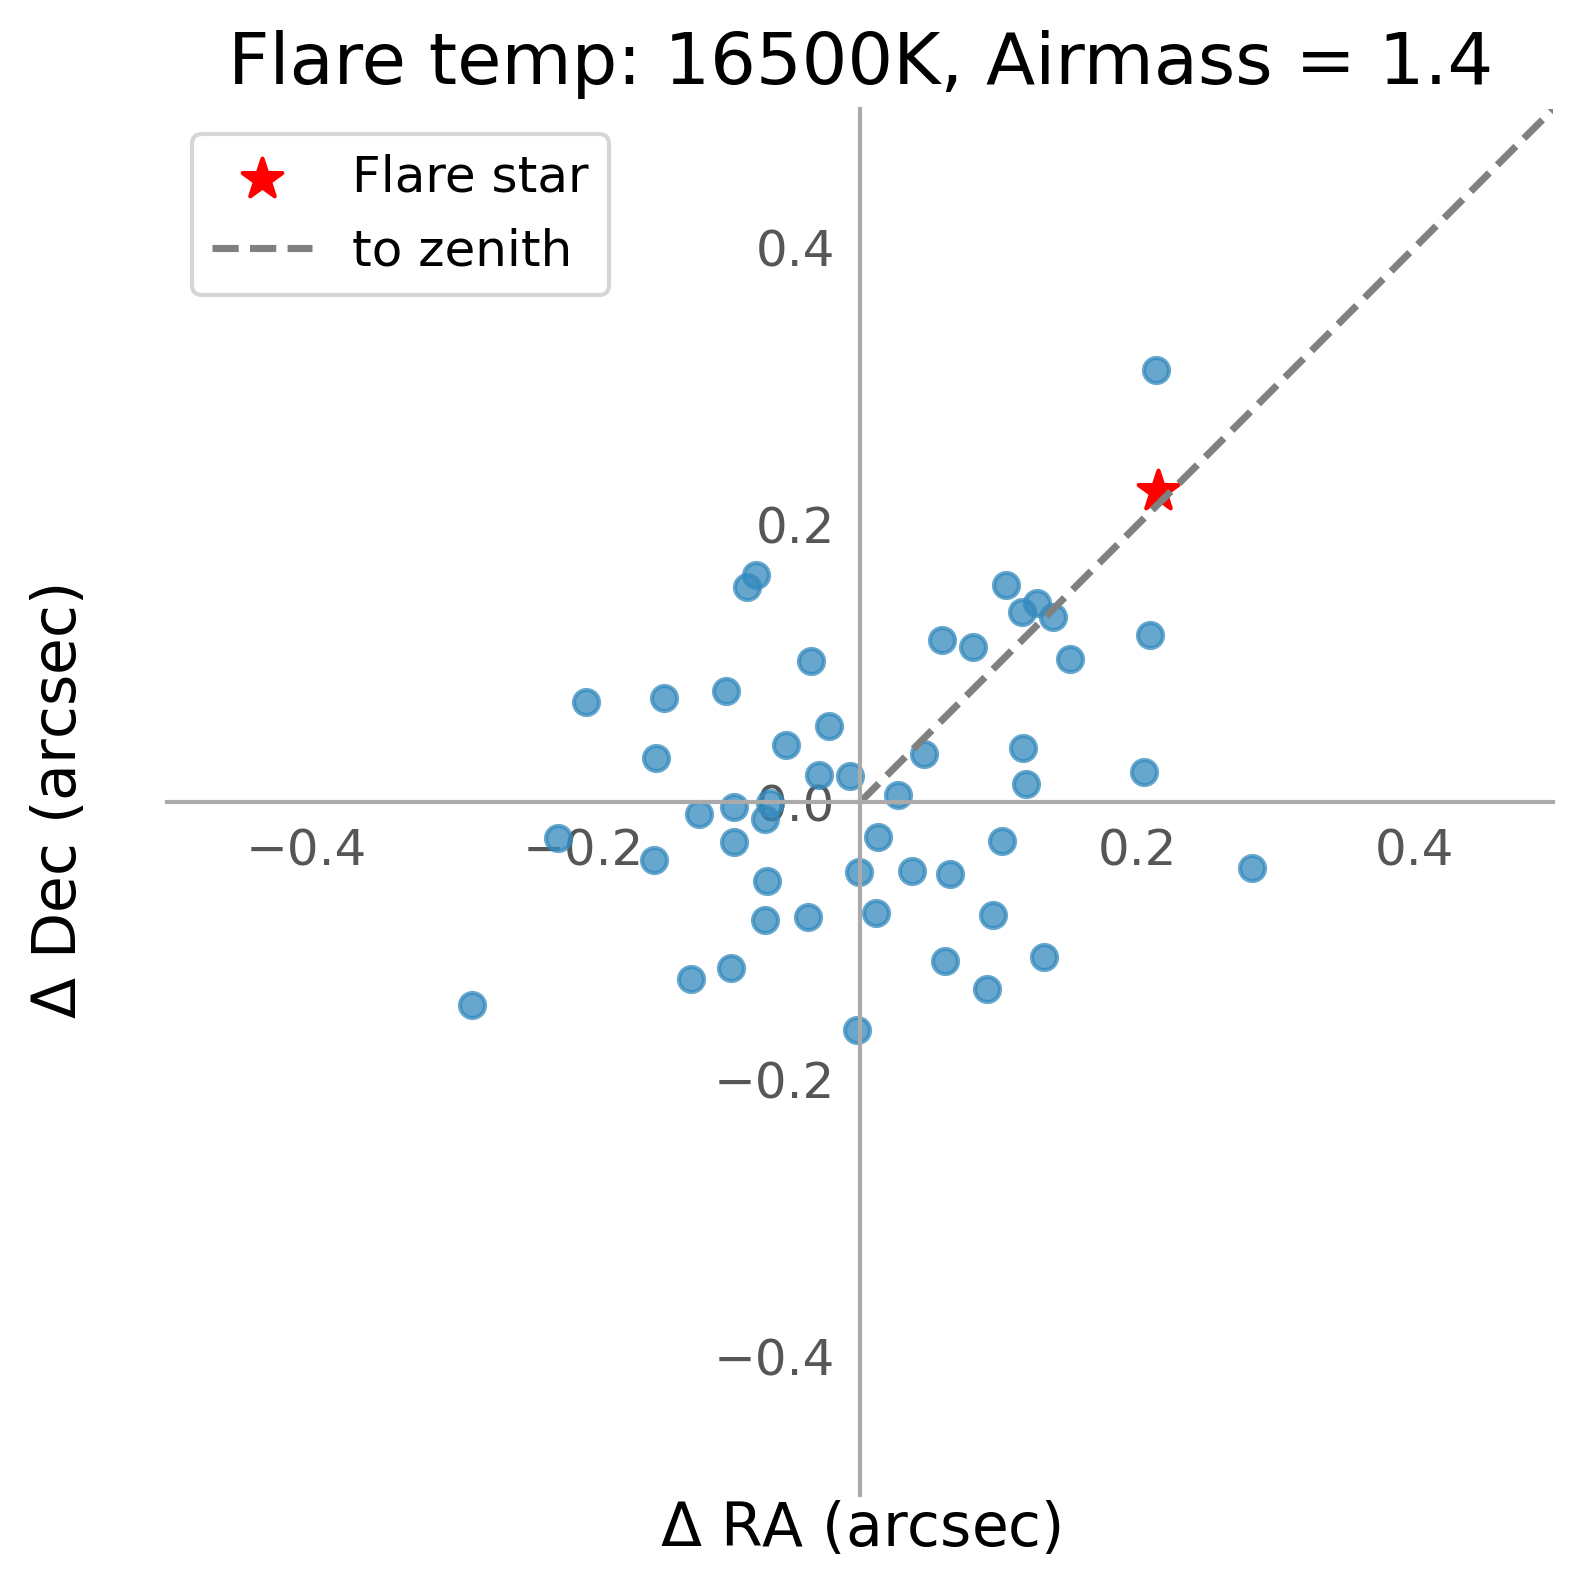 Flare temp: 16500K, Airmass = 1.4
Flare star
to zenith
0.4
0.2
0.0
−0.4
−0.2
0.2
0.4
−0.2
−0.4
Δ Dec (arcsec)
Δ RA (arcsec)